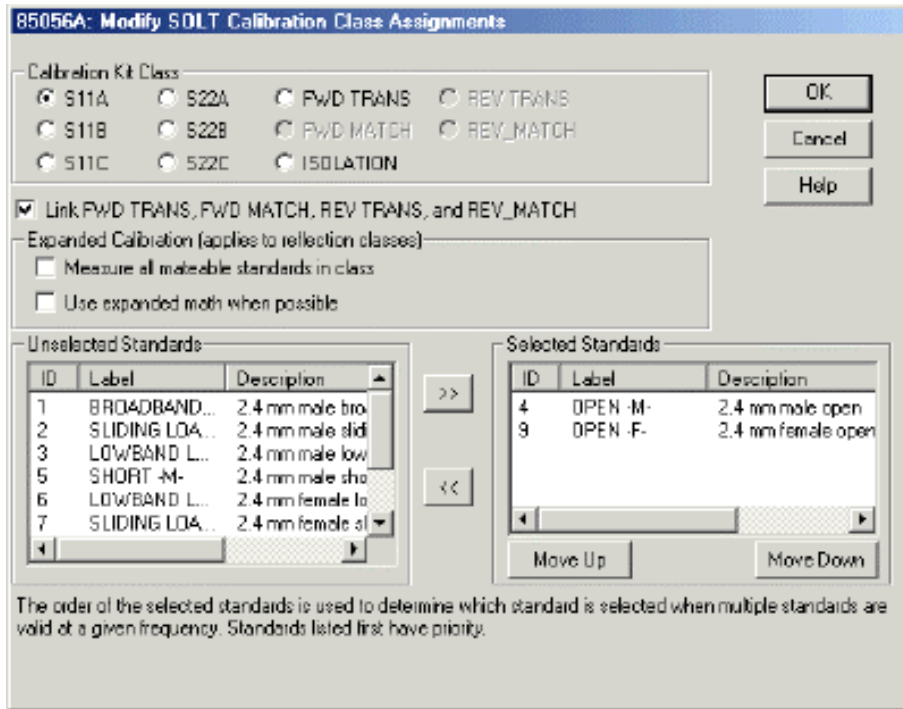 85056A: Modify SOLT Calibration Class Assignments
Calibration Kit Class
S11A S22A FWD TRANS REV TRANS
S11B S22B FWD MATCH REV_MATCH
S11C S22C ISOLATION
OK
Cancel
Help
Link FWD TRANS, FWD MATCH, REV TRANS, and REV_MATCH
Expanded Calibration (applies to reflection classes)
Measure all mateable standards in class
Use expanded math when possible
Unselected Standards
ID Label Description
1 BROADBAND... 2.4 mm male bro
2 SLIDING LOA... 2.4 mm male slidi
3 LOWBAND L... 2.4 mm male low
5 SHORT -M- 2.4 mm male sho
6 LOWBAND L... 2.4 mm female lo
7 SLIDING LOA... 2.4 mm female sl
>>
<<
Selected Standards
ID Label Description
4 OPEN -M- 2.4 mm male open
9 OPEN -F- 2.4 mm female open
Move Up Move Down
The order of the selected standards is used to determine which standard is selected when multiple standards are
valid at a given frequency. Standards listed first have priority.